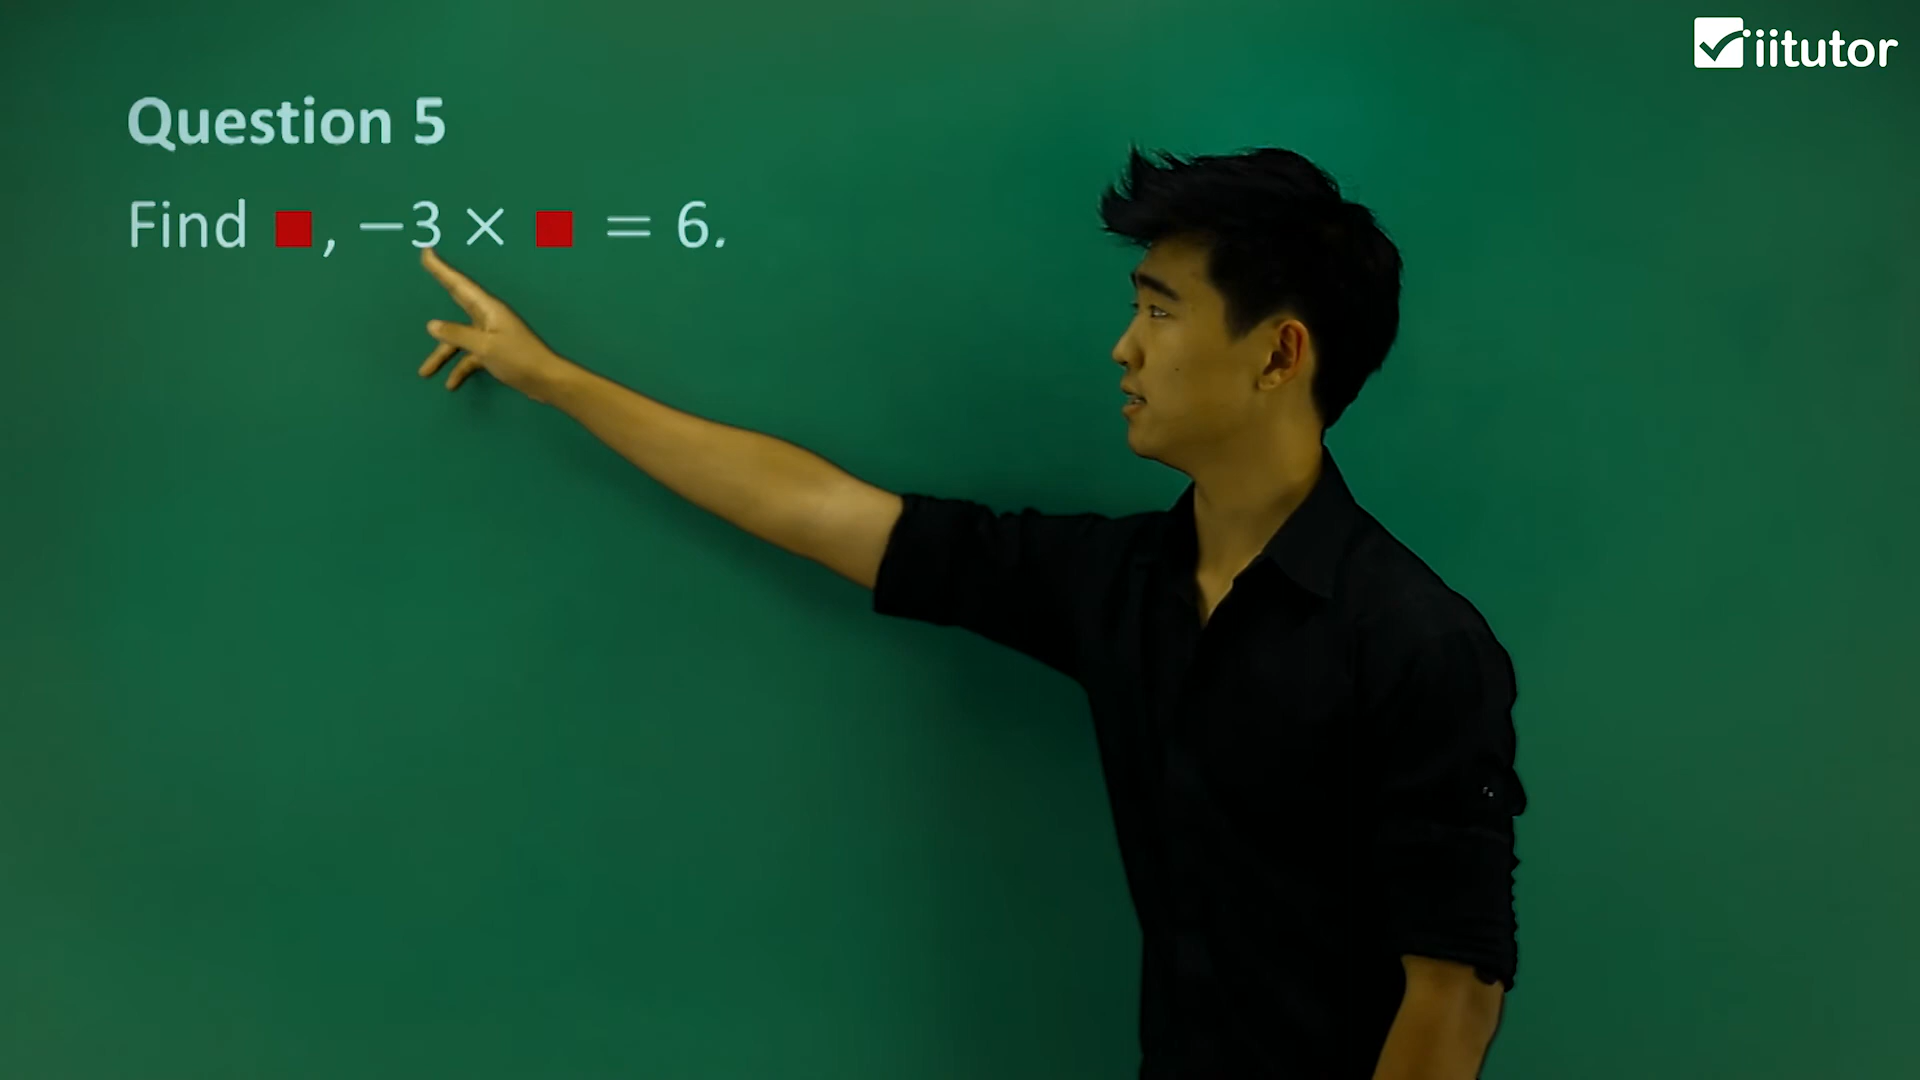 iitutor
Question 5
Find ■, −3 × ■ = 6.